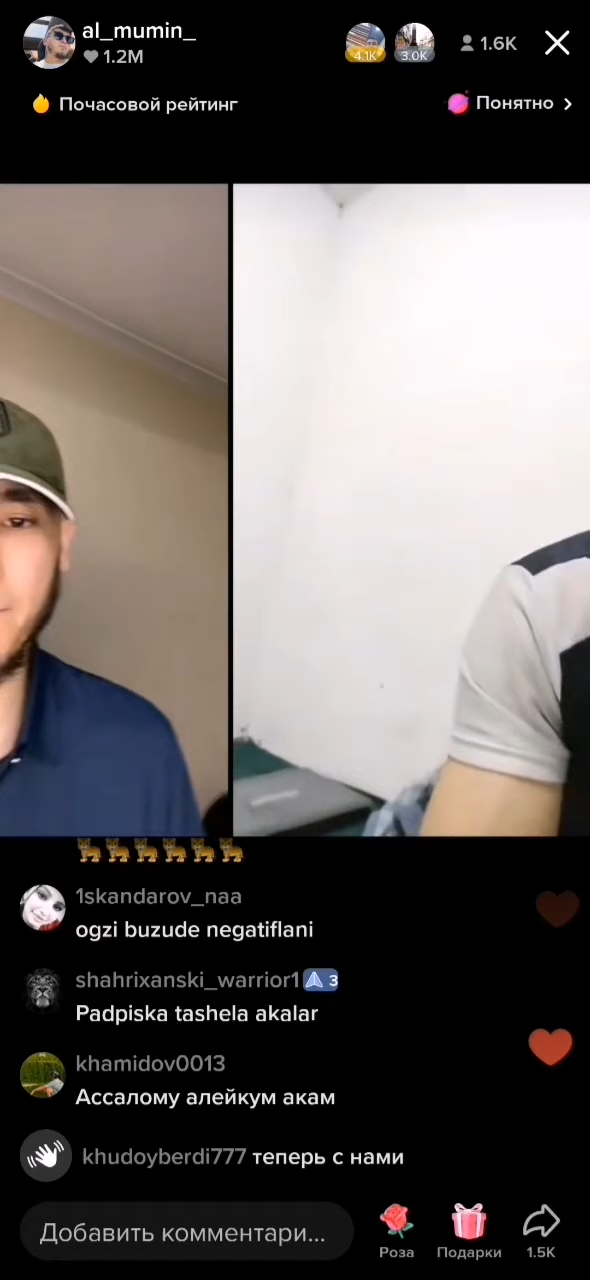 al_mumin_
1.2M
4.1K
3.0K
1.6K
Почасовой рейтинг
Понятно
1skandarov_naa
ogzi buzude negatiflani
shahrixanski_warrior1 3
Padpiska tashela akalar
khamidov0013
Ассалому алейкум акам
khudoyberdi777 теперь с нами
Добавить комментари...
Роза
Подарки
1.5K